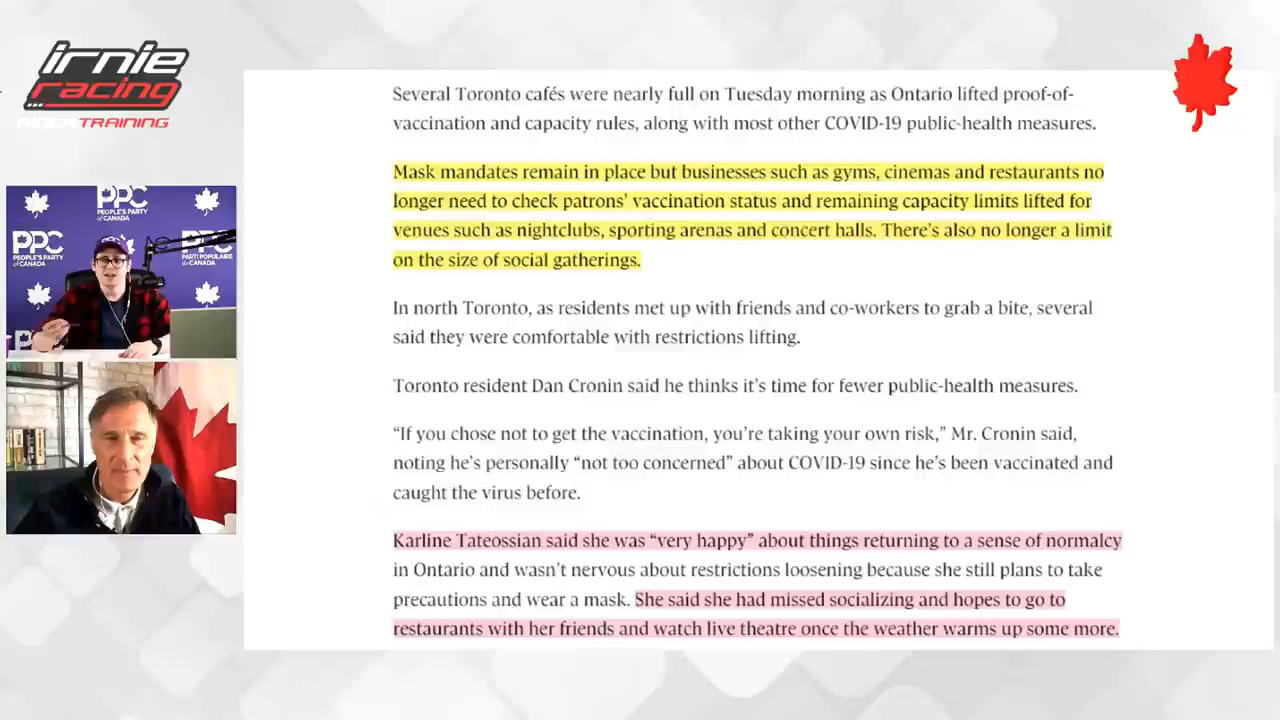 irnie
racing
RIDER TRAINING
PPC
PEOPLE'S PARTY
of CANADA
PPC
PEOPLE'S PARTY
of CANADA
PPC
PARTI POPULAIRE
du CANADA
Several Toronto cafés were nearly full on Tuesday morning as Ontario lifted proof-of-
vaccination and capacity rules, along with most other COVID-19 public-health measures.
Mask mandates remain in place but businesses such as gyms, cinemas and restaurants no
longer need to check patrons’ vaccination status and remaining capacity limits lifted for
venues such as nightclubs, sporting arenas and concert halls. There’s also no longer a limit
on the size of social gatherings.
In north Toronto, as residents met up with friends and co-workers to grab a bite, several
said they were comfortable with restrictions lifting.
Toronto resident Dan Cronin said he thinks it’s time for fewer public-health measures.
“If you chose not to get the vaccination, you’re taking your own risk,” Mr. Cronin said,
noting he’s personally “not too concerned” about COVID-19 since he’s been vaccinated and
caught the virus before.
Karline Tateossian said she was “very happy” about things returning to a sense of normalcy
in Ontario and wasn’t nervous about restrictions loosening because she still plans to take
precautions and wear a mask. She said she had missed socializing and hopes to go to
restaurants with her friends and watch live theatre once the weather warms up some more.